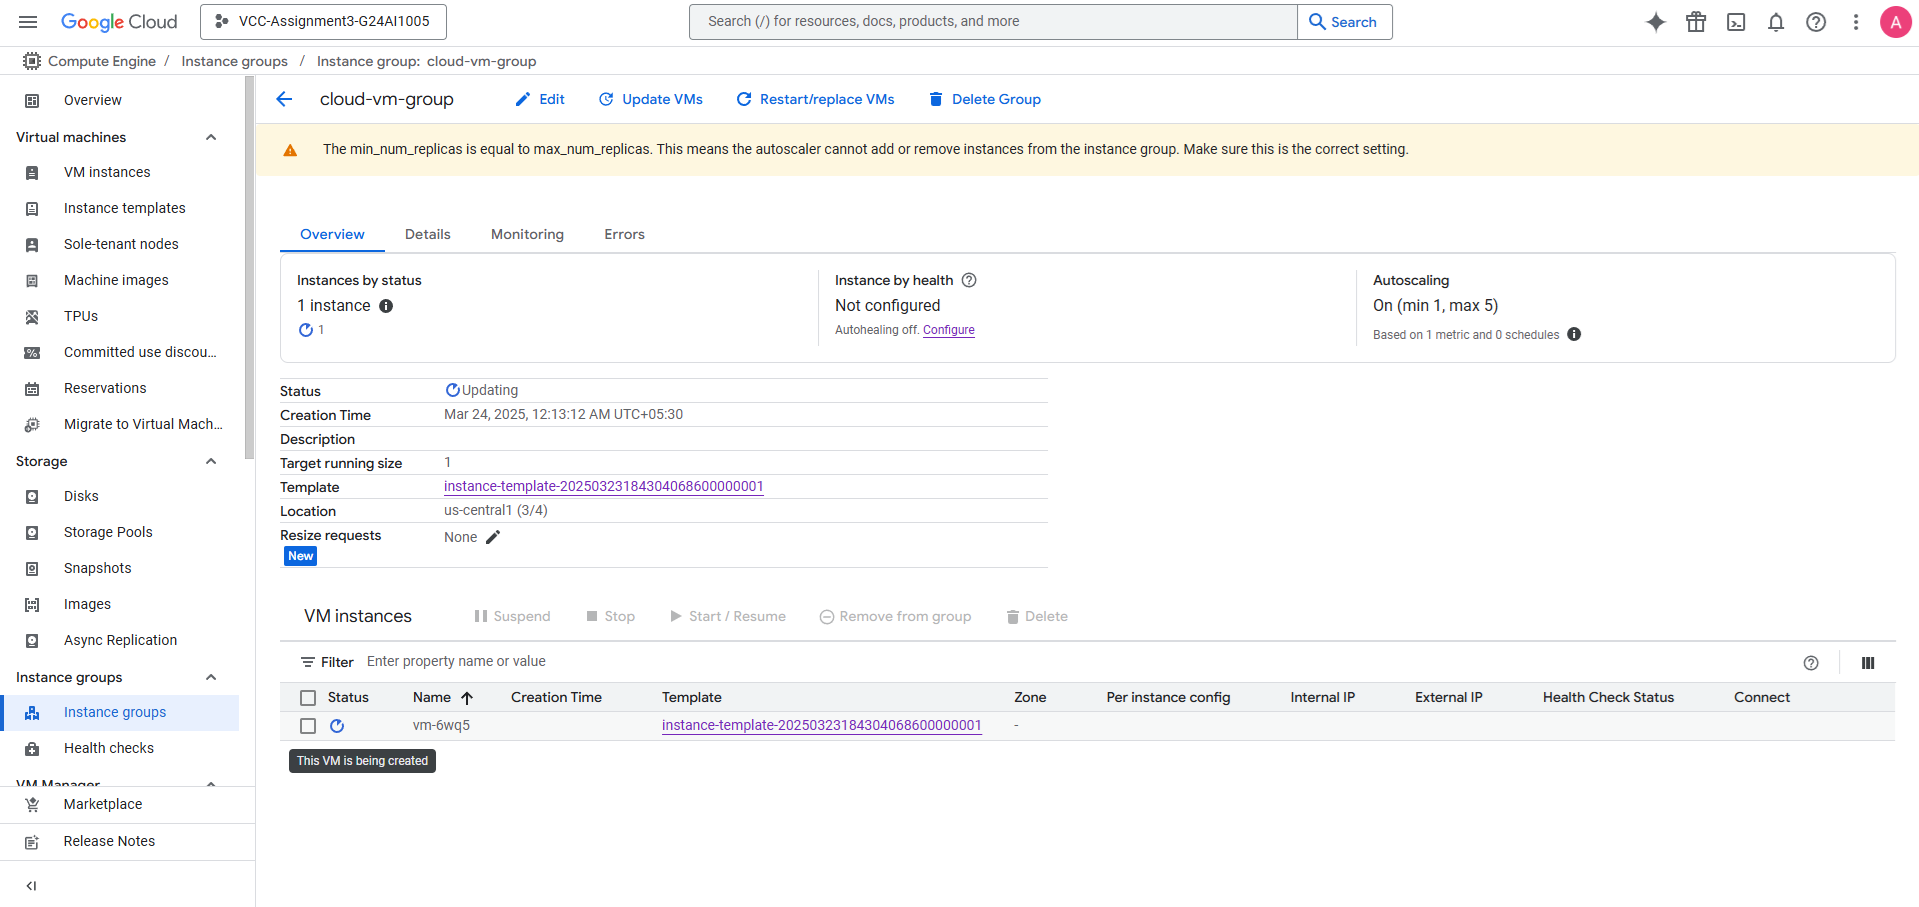 Google Cloud
VCC-Assignment3-G24AI1005
Search (/) for resources, docs, products, and more
Search
A
Compute Engine / Instance groups / Instance group: cloud-vm-group
Overview
Virtual machines
VM instances
Instance templates
Sole-tenant nodes
Machine images
TPUs
Committed use discou...
Reservations
Migrate to Virtual Mach...
Storage
Disks
Storage Pools
Snapshots
Images
Async Replication
Instance groups
Instance groups
Health checks
VM Manager
Marketplace
Release Notes
cloud-vm-group
Edit
Update VMs
Restart/replace VMs
Delete Group
The min_num_replicas is equal to max_num_replicas. This means the autoscaler cannot add or remove instances from the instance group. Make sure this is the correct setting.
Overview
Details
Monitoring
Errors
Instances by status
1 instance
1
Instance by health
Not configured
Autohealing off. Configure
Autoscaling
On (min 1, max 5)
Based on 1 metric and 0 schedules
Status Updating
Creation Time Mar 24, 2025, 12:13:12 AM UTC+05:30
Description
Target running size 1
Template instance-template-20250323184304068600000001
Location us-central1 (3/4)
Resize requests None
New
VM instances
Suspend
Stop
Start / Resume
Remove from group
Delete
Filter Enter property name or value
Status Name Creation Time Template Zone Per instance config Internal IP External IP Health Check Status Connect
vm-6wq5 instance-template-20250323184304068600000001 -
This VM is being created